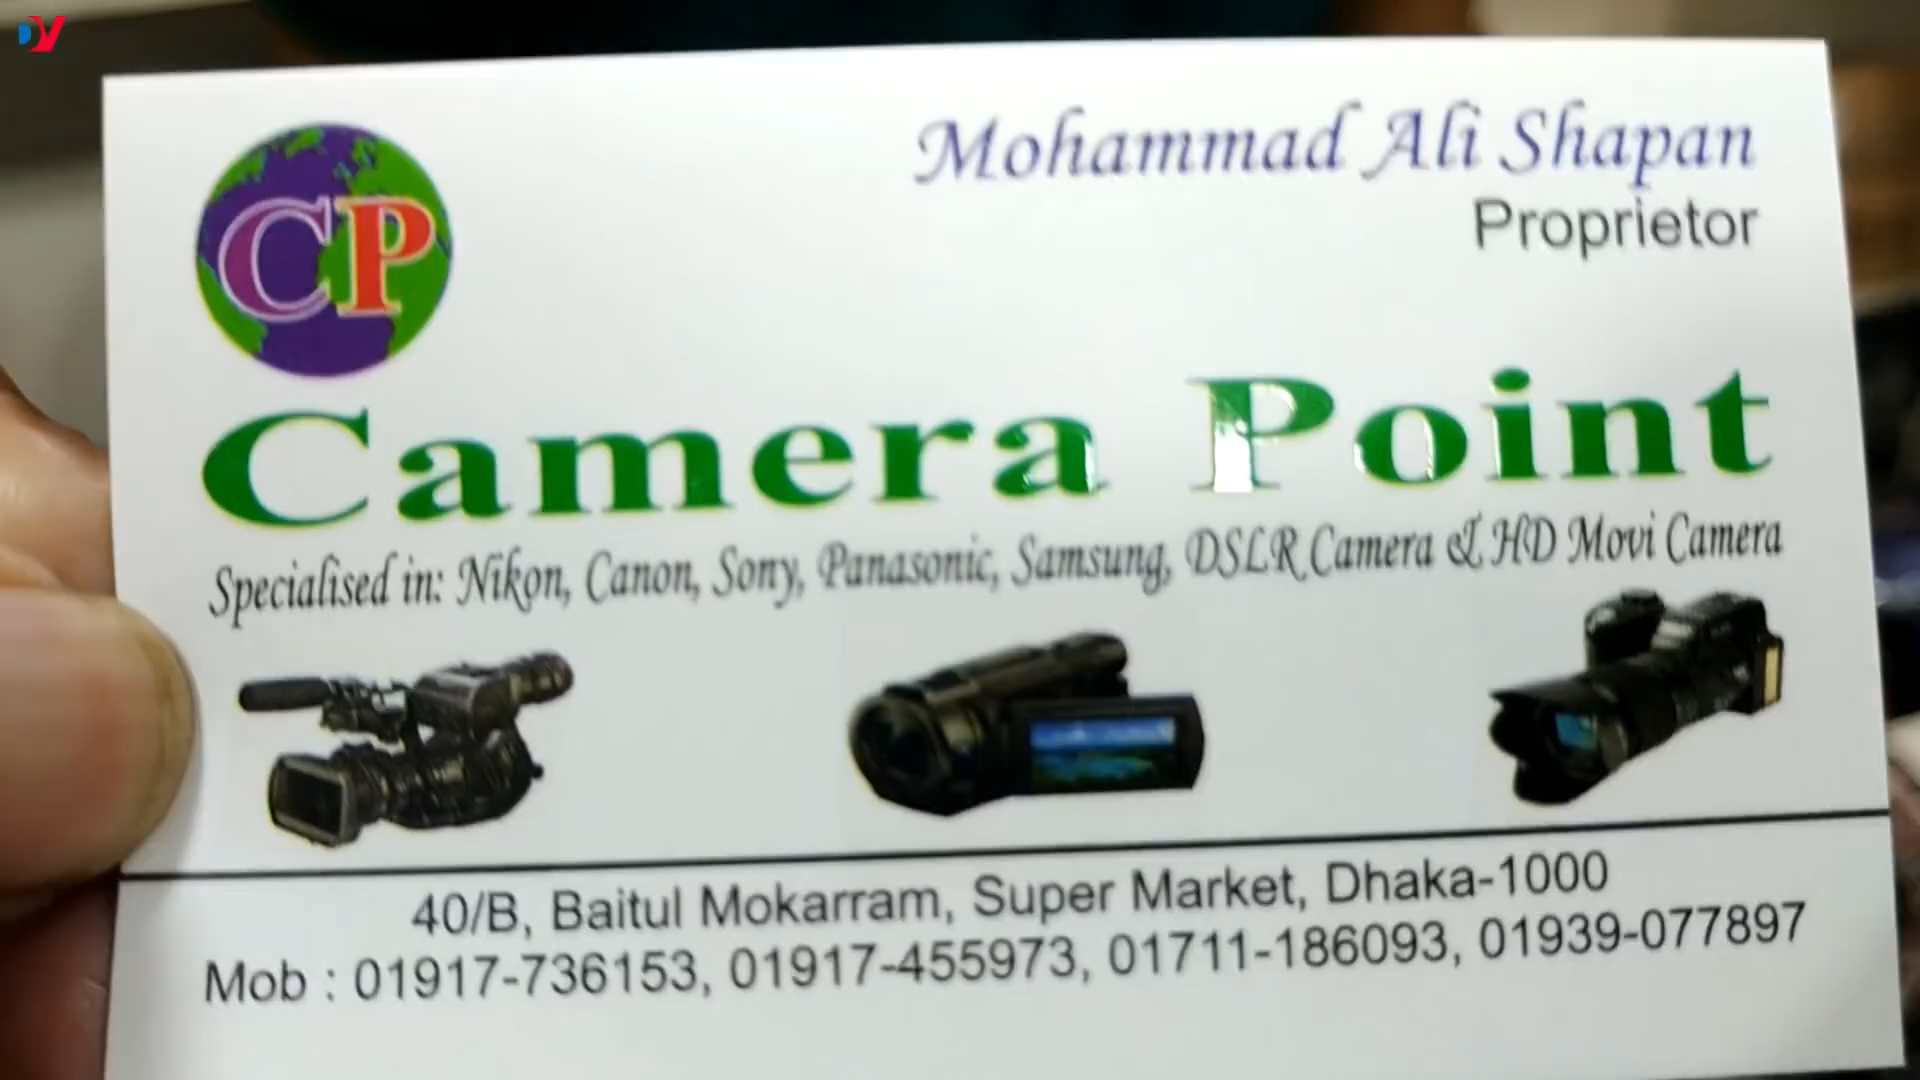 DV
CP
Mohammad Ali Shapan
Proprietor
Camera Point
Specialised in: Nikon, Canon, Sony, Panasonic, Samsung, DSLR Camera & HD Movi Camera
40/B, Baitul Mokarram, Super Market, Dhaka-1000
Mob : 01917-736153, 01917-455973, 01711-186093, 01939-077897